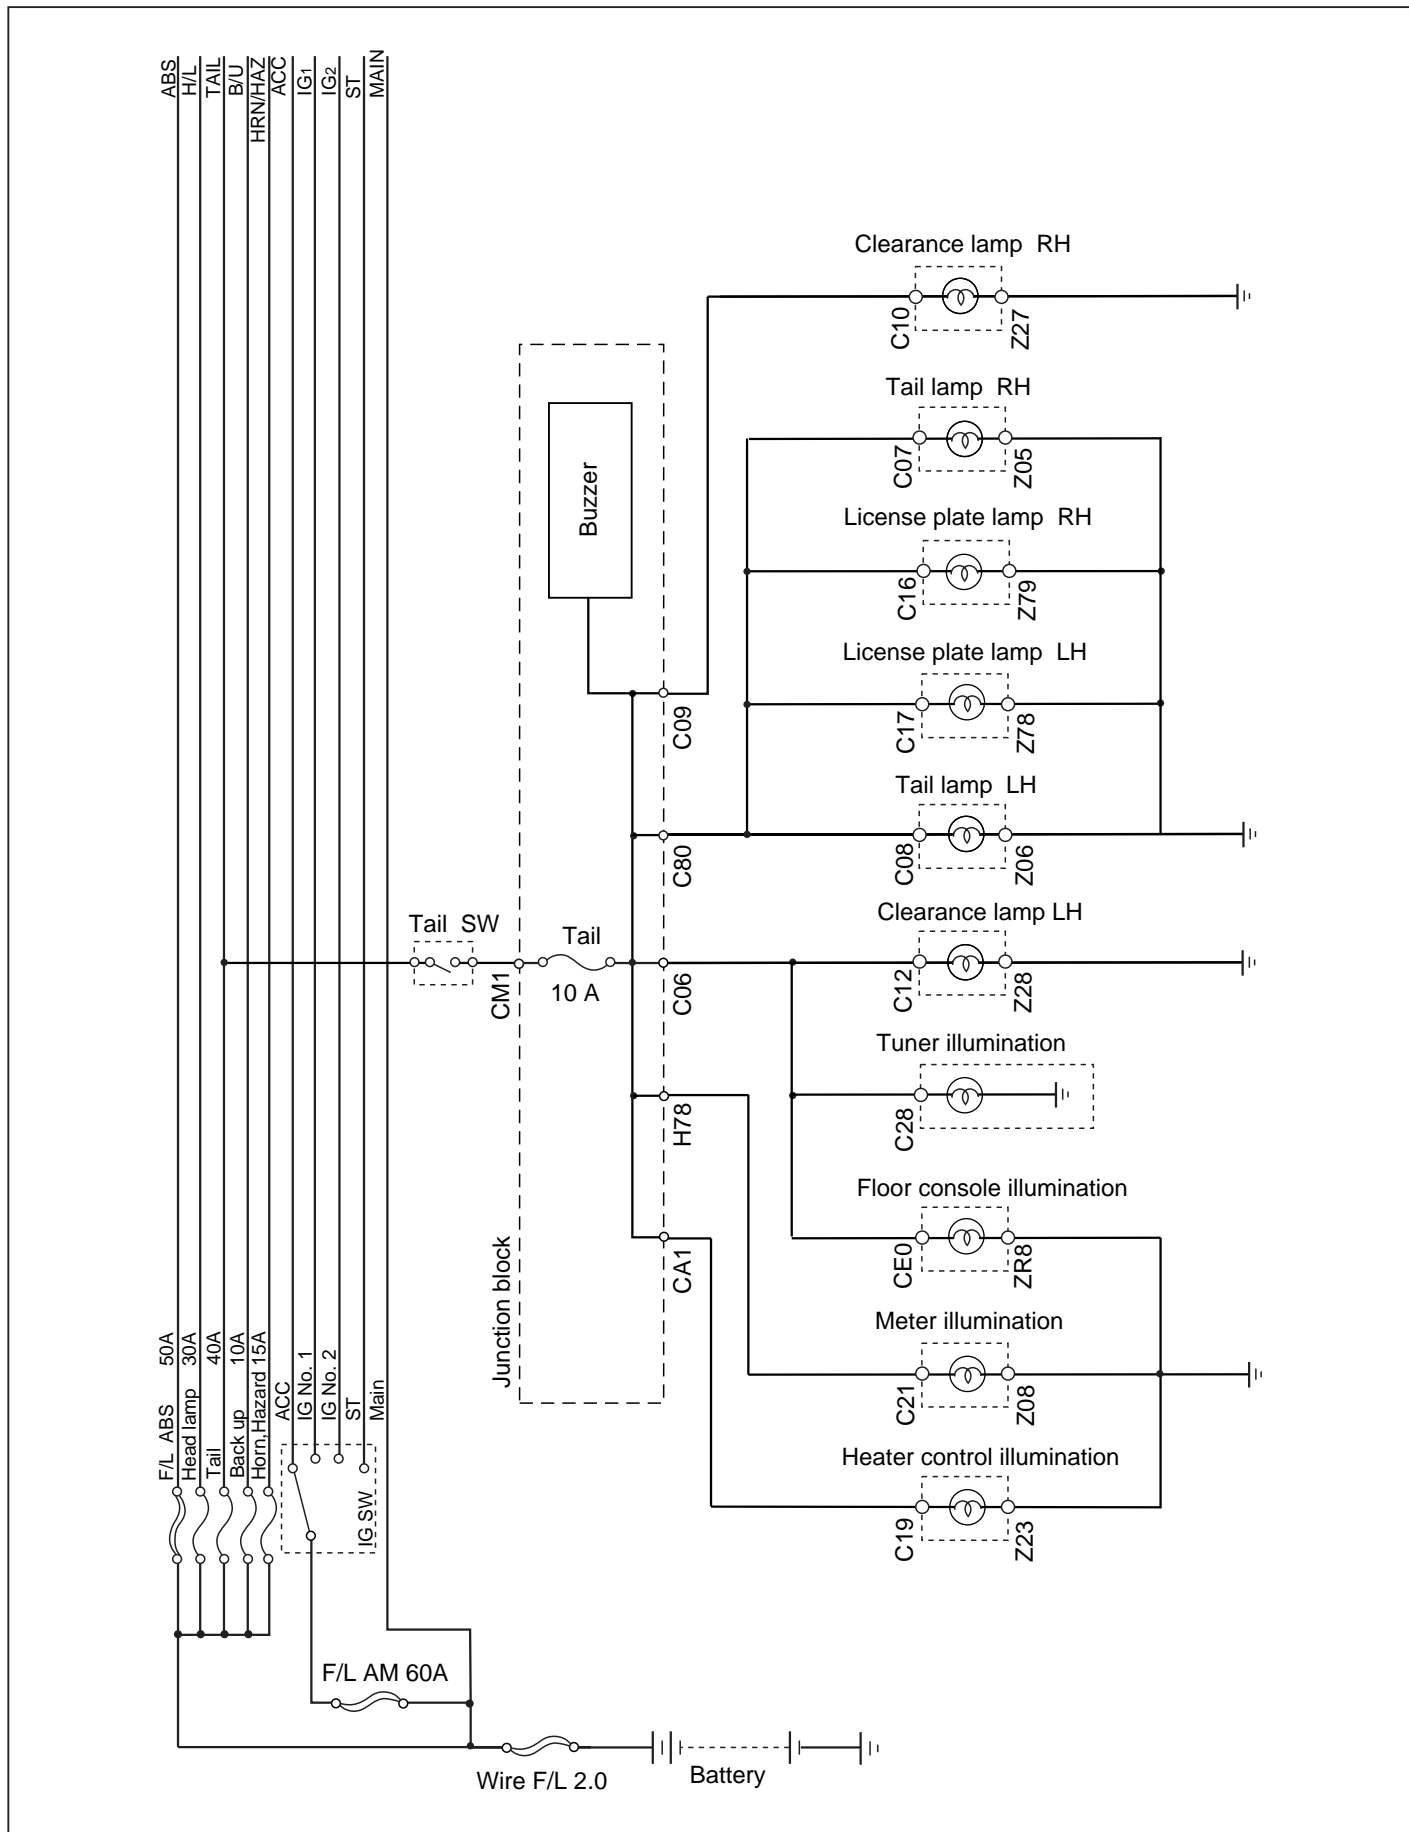 ABS
H/L
TAIL
B/U
HRN/HAZ
ACC
IG1
IG2
ST
MAIN
Clearance lamp RH
C10
Z27
Tail lamp RH
C07
Z05
License plate lamp RH
C16
Z79
License plate lamp LH
C17
Z78
Buzzer
C09
Tail lamp LH
C80
C08
Z06
Tail SW
CM1
Tail
10 A
C06
Clearance lamp LH
C12
Z28
Tuner illumination
C28
H78
Floor console illumination
CE0
ZR8
CA1
Junction block
Meter illumination
C21
Z08
Heater control illumination
C19
Z23
F/L ABS 50A
Head lamp 30A
Tail 40A
Back up 10A
Horn,Hazard 15A
ACC
IG No. 1
IG No. 2
ST
Main
IG SW
F/L AM 60A
Wire F/L 2.0
Battery